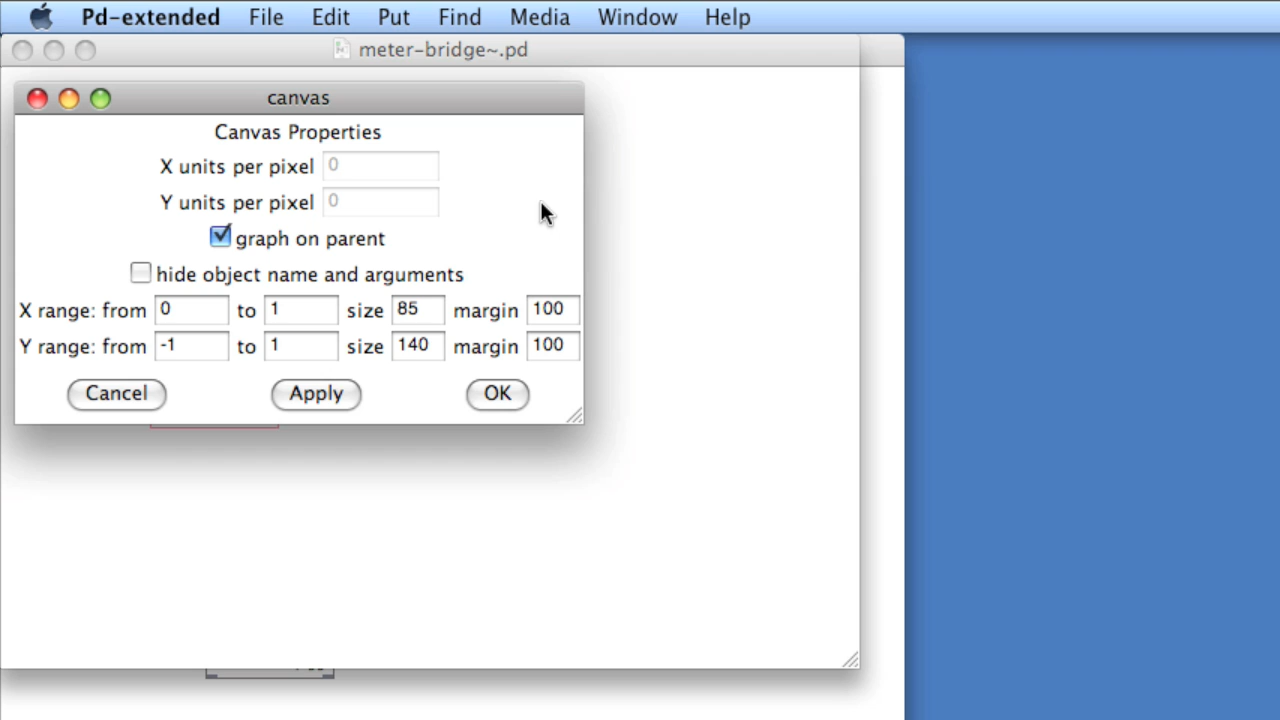 Pd-extended File Edit Put Find Media Window Help
meter-bridge~.pd
canvas
Canvas Properties
X units per pixel 0
Y units per pixel 0
graph on parent
hide object name and arguments
X range: from 0 to 1 size 85 margin 100
Y range: from -1 to 1 size 140 margin 100
Cancel Apply OK